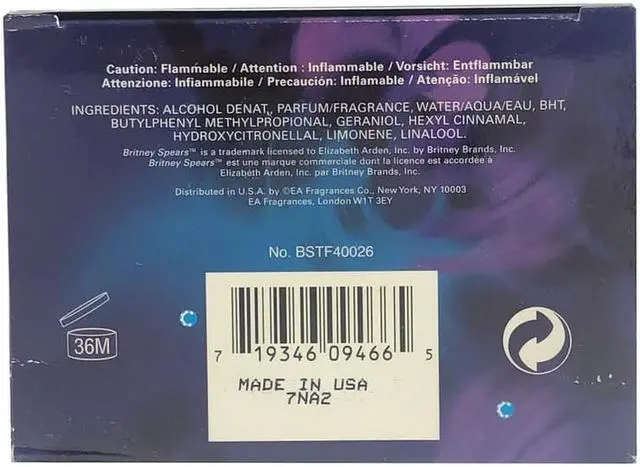 Caution: Flammable / Attention : Inflammable / Vorsicht: Entflammbar
Attenzione: Infiammabile / Precaución: Inflamable / Atenção: Inflamável
INGREDIENTS: ALCOHOL DENAT., PARFUM/FRAGRANCE, WATER/AQUA/EAU, BHT,
BUTYLPHENYL METHYLPROPIONAL, GERANIOL, HEXYL CINNAMAL,
HYDROXYCITRONELLAL, LIMONENE, LINALOOL.
Britney Spears™ is a trademark licensed to Elizabeth Arden, Inc. by Britney Brands, Inc.
Britney Spears™ est une marque commerciale dont la licence est accordée à
Elizabeth Arden, Inc. par Britney Brands, Inc.
Distributed in U.S.A. by ©EA Fragrances Co., New York, NY 10003
EA Fragrances, London W1T 3EY
No. BSTF40026
36M
7 19346 09466 5
MADE IN USA
7NA2